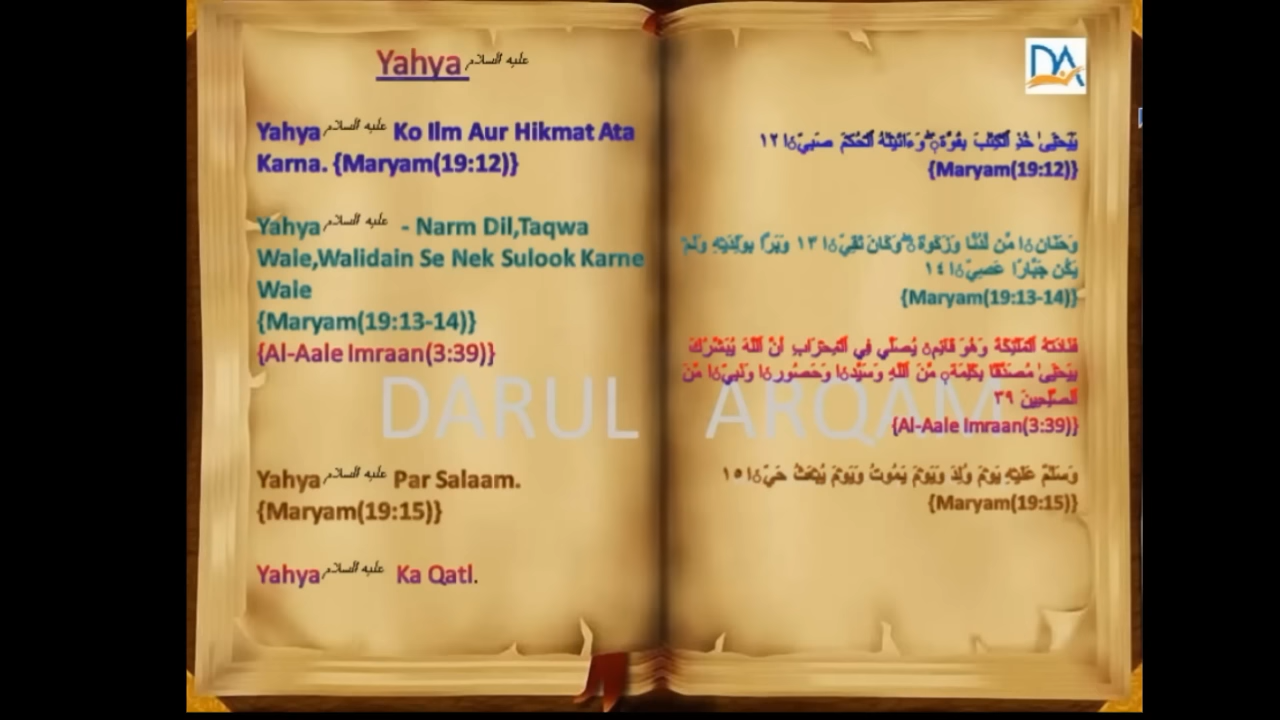 Yahya عليه السلام
Yahya عليه السلام Ko Ilm Aur Hikmat Ata
Karna. {Maryam(19:12)}
Yahya عليه السلام - Narm Dil,Taqwa
Wale,Walidain Se Nek Sulook Karne
Wale
{Maryam(19:13-14)}
{Al-Aale Imraan(3:39)}
Yahya عليه السلام Par Salaam.
{Maryam(19:15)}
Yahya عليه السلام Ka Qatl.
DA
يَٰيَحۡيَىٰ خُذِ ٱلۡكِتَٰبَ بِقُوَّةٖۖ وَءَاتَيۡنَٰهُ ٱلۡحُكۡمَ صَبِيّٗا ١٢
{Maryam(19:12)}
وَحَنَانٗا مِّن لَّدُنَّا وَزَكَوٰةٗۖ وَكَانَ تَقِيّٗا ١٣ وَبَرَّۢا بِوَٰلِدَيۡهِ وَلَمۡ
يَكُن جَبَّارًا عَصِيّٗا ١٤
{Maryam(19:13-14)}
فَنَادَتۡهُ ٱلۡمَلَٰٓئِكَةُ وَهُوَ قَآئِمٞ يُصَلِّي فِي ٱلۡمِحۡرَابِ أَنَّ ٱللَّهَ يُبَشِّرُكَ
بِيَحۡيَىٰ مُصَدِّقَۢا بِكَلِمَةٖ مِّنَ ٱللَّهِ وَسَيِّدٗا وَحَصُورٗا وَنَبِيّٗا مِّنَ
ٱلصَّٰلِحِينَ ٣٩
{Al-Aale Imraan(3:39)}
وَسَلَٰمٌ عَلَيۡهِ يَوۡمَ وُلِدَ وَيَوۡمَ يَمُوتُ وَيَوۡمَ يُبۡعَثُ حَيّٗا ١٥
{Maryam(19:15)}
DARUL ARQAM